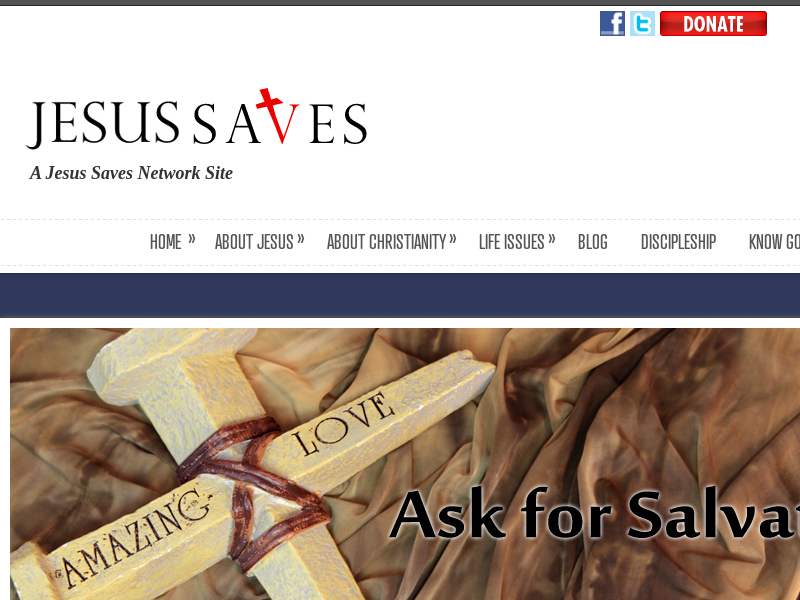 DONATE
JESUS SAVES
A Jesus Saves Network Site
HOME » ABOUT JESUS » ABOUT CHRISTIANITY » LIFE ISSUES » BLOG DISCIPLESHIP KNOW GO
LOVE
AMAZING
Ask for Salvat